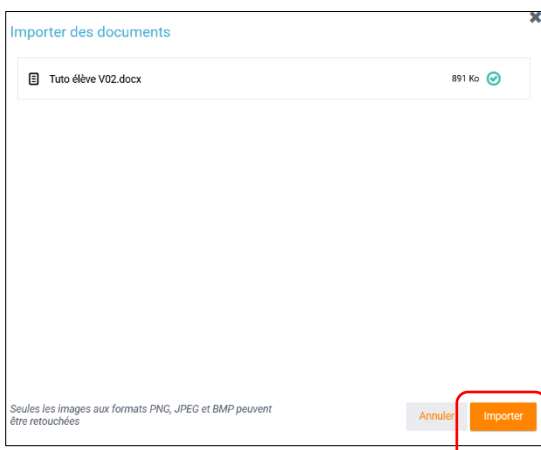 Importer des documents
Tuto élève V02.docx 891 Ko
Seules les images aux formats PNG, JPEG et BMP peuvent
être retouchées
Annuler Importer